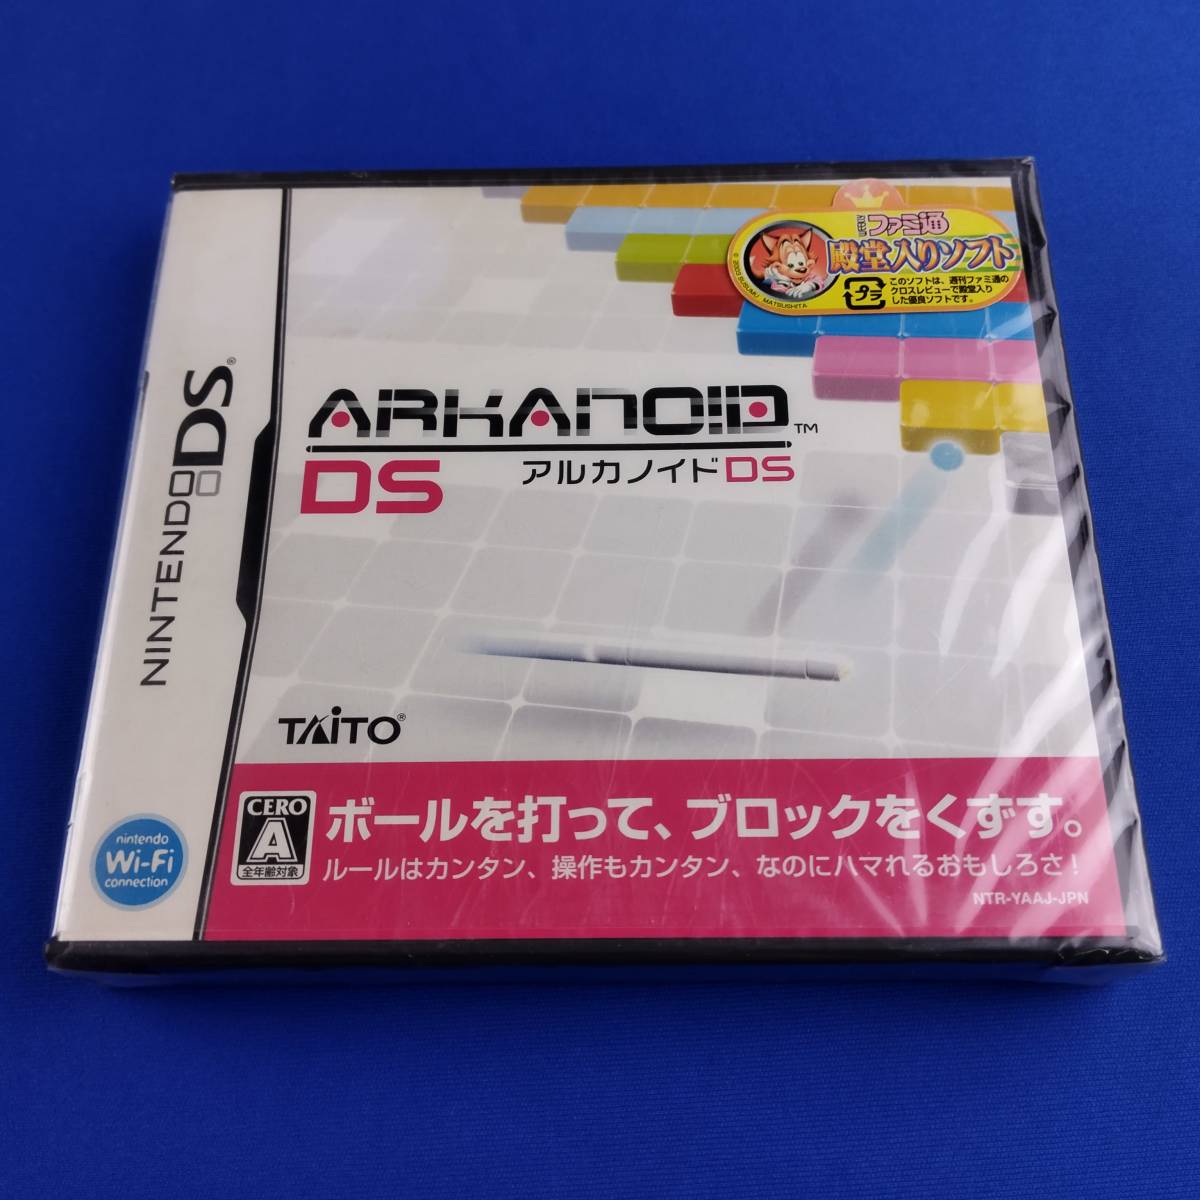 NINTENDO DS®
WEEKLY ファミ通
殿堂入りソフト
このソフトは、週刊ファミ通の
クロスレビューで殿堂入り
した優良ソフトです。
プラ
SUSUMU MATSUSHITA
ARKANOID™
DS アルカノイドDS
TAITO®
CERO
A
全年齢対象
ボールを打って、ブロックをくずす。
ルールはカンタン、操作もカンタン、なのにハマれるおもしろさ！
NTR-YAAJ-JPN
nintendo
Wi-Fi
connection